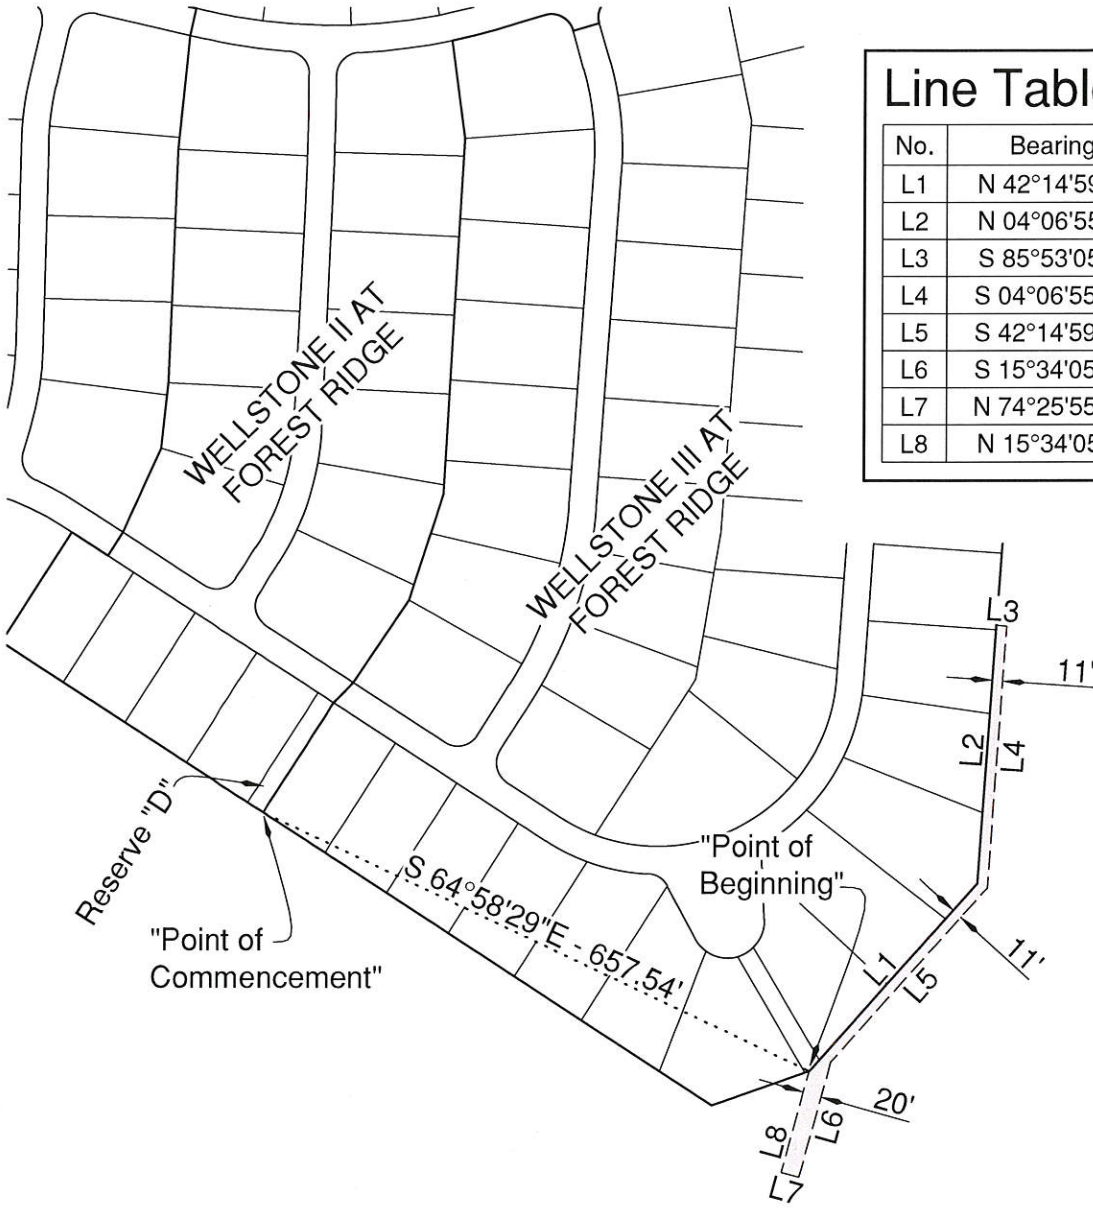 Line Tabl
No. Bearing
L1 N 42°14'59
L2 N 04°06'55
L3 S 85°53'05
L4 S 04°06'55
L5 S 42°14'59
L6 S 15°34'05
L7 N 74°25'55
L8 N 15°34'05
WELLSTONE II AT
FOREST RIDGE
WELLSTONE III AT
FOREST RIDGE
L3
11'
L2
L4
Reserve "D"
"Point of
Commencement"
S 64°58'29"E - 657.54'
"Point of
Beginning"
L1
L5
11'
20'
L8
L6
L7